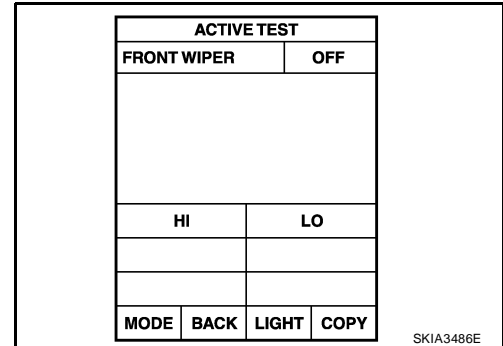 ACTIVE TEST
FRONT WIPER OFF
HI LO
MODE BACK LIGHT COPY
SKIA3486E